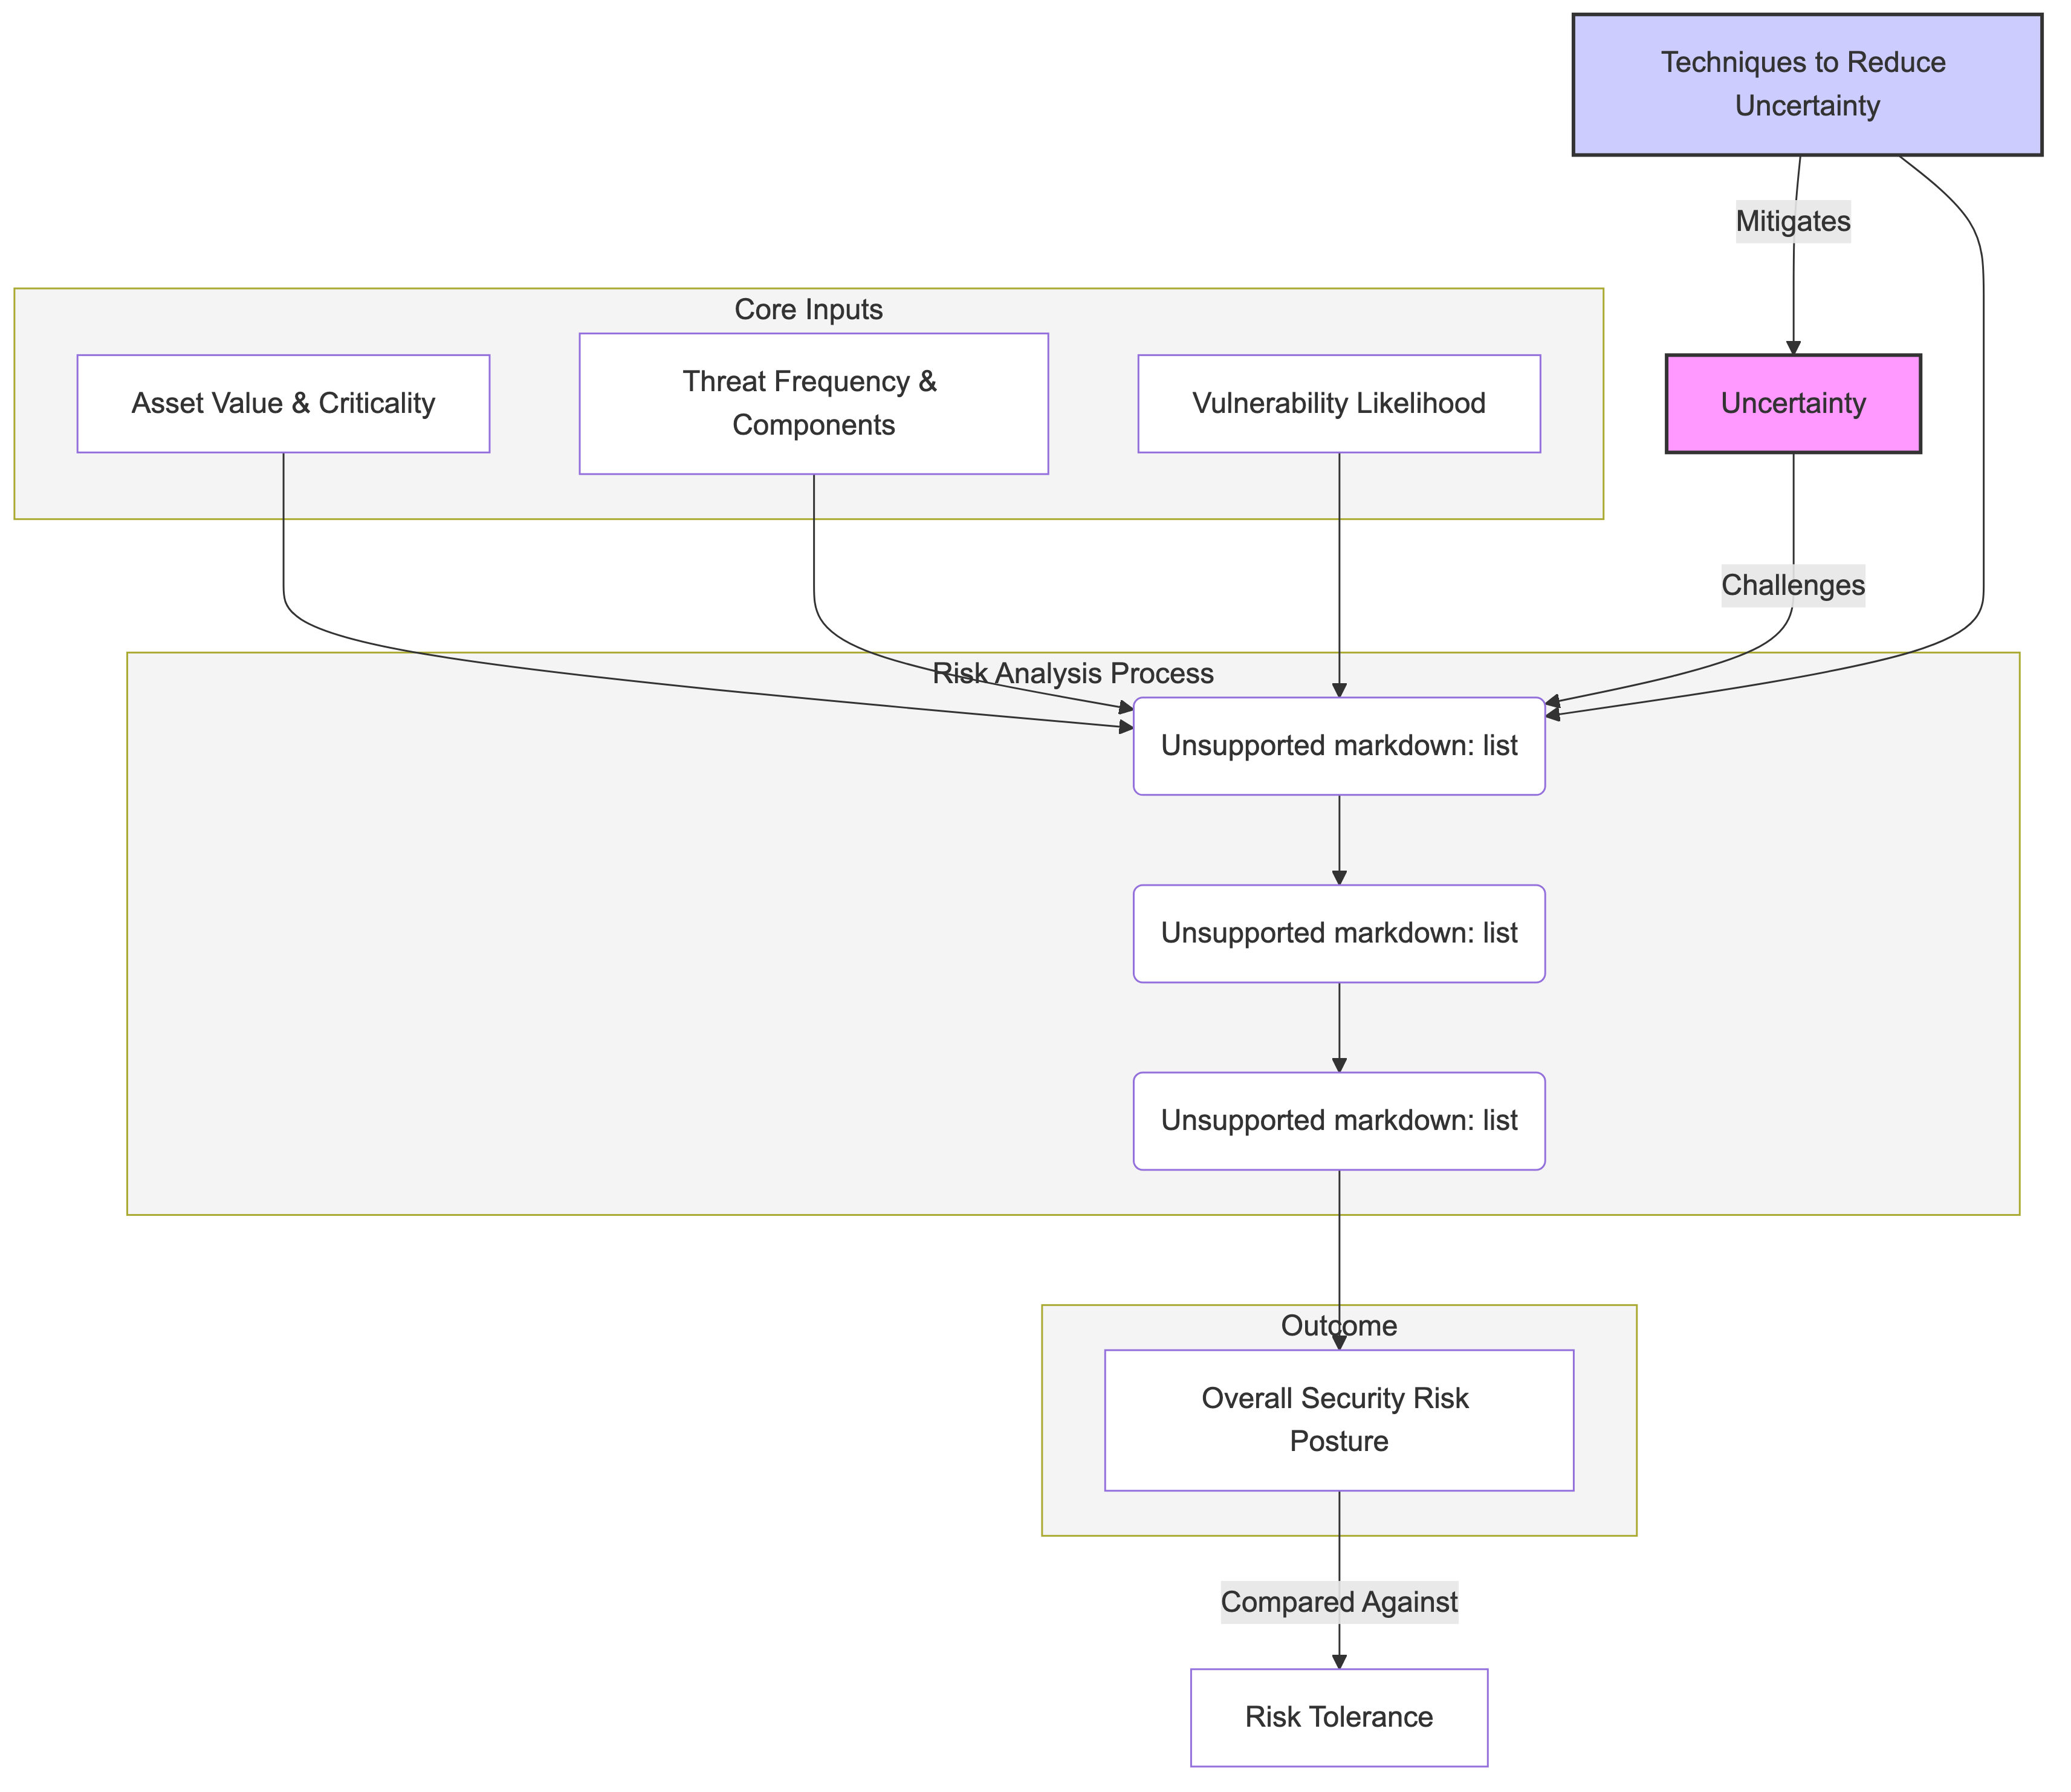 Techniques to Reduce
Uncertainty
Mitigates
Core Inputs
Asset Value & Criticality
Threat Frequency &
Components
Vulnerability Likelihood
Uncertainty
Challenges
Risk Analysis Process
Unsupported markdown: list
Unsupported markdown: list
Unsupported markdown: list
Outcome
Overall Security Risk
Posture
Compared Against
Risk Tolerance